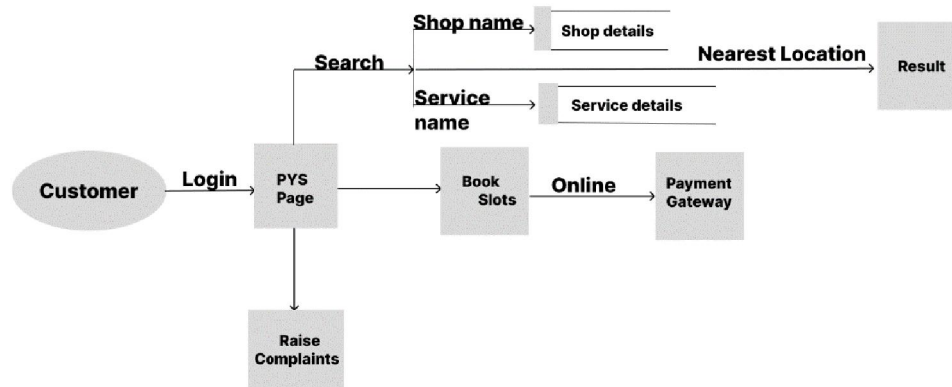 Shop name
Shop details
Nearest Location
Search
Result
Service
name
Service details
Customer
Login
PYS
Page
Book
Slots
Online
Payment
Gateway
Raise
Complaints